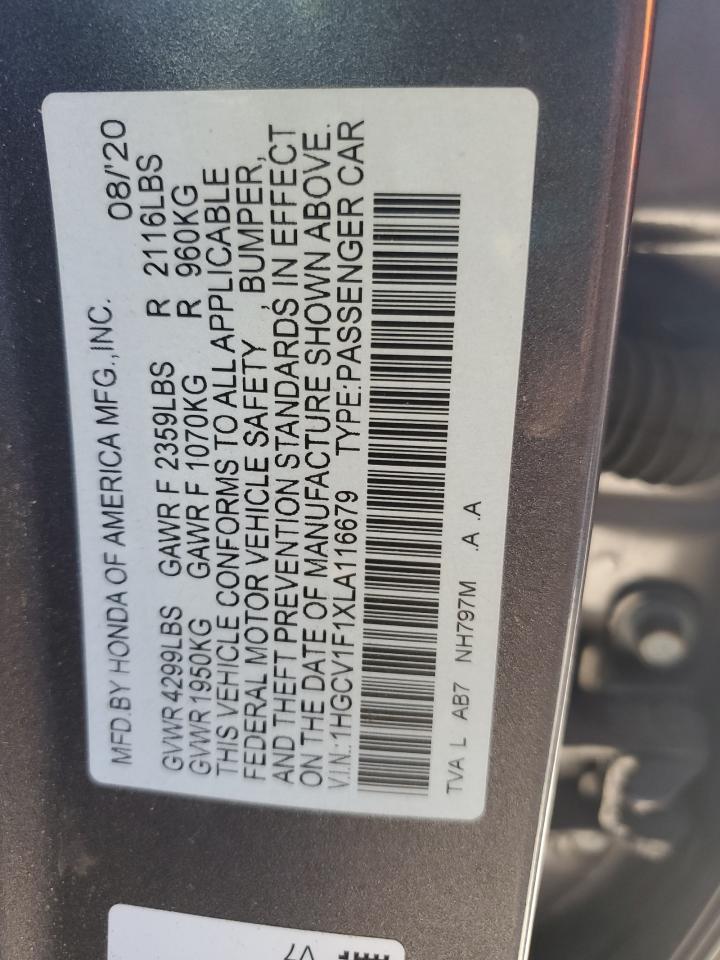 MFD.BY HONDA OF AMERICA MFG.,INC. 08/'20
GVWR 4299LBS GAWR F 2359LBS R 2116LBS
GVWR 1950KG GAWR F 1070KG R 960KG
THIS VEHICLE CONFORMS TO ALL APPLICABLE
FEDERAL MOTOR VEHICLE SAFETY , BUMPER,
AND THEFT PREVENTION STANDARDS IN EFFECT
ON THE DATE OF MANUFACTURE SHOWN ABOVE.
V.I.N.:1HGCV1F1XLA116679 TYPE:PASSENGER CAR
TVA L AB7 NH797M .A .A